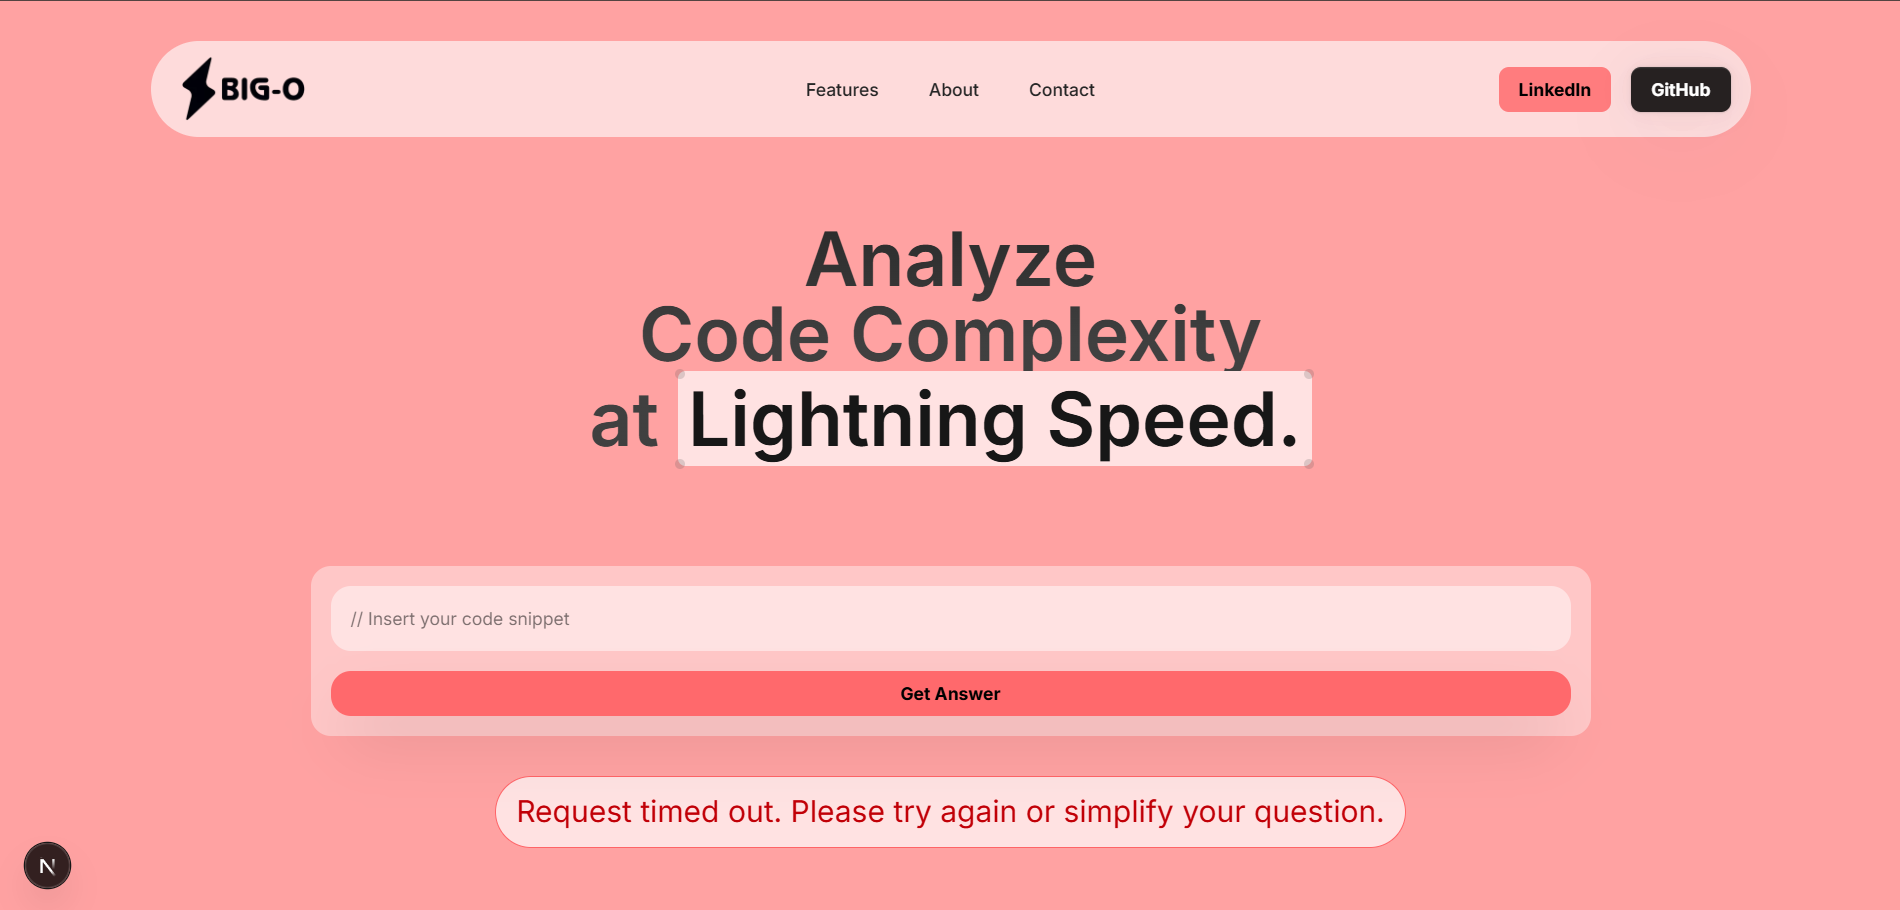 BIG-O
Features
About
Contact
LinkedIn
GitHub
Analyze
Code Complexity
at Lightning Speed.
// Insert your code snippet
Get Answer
Request timed out. Please try again or simplify your question.
N